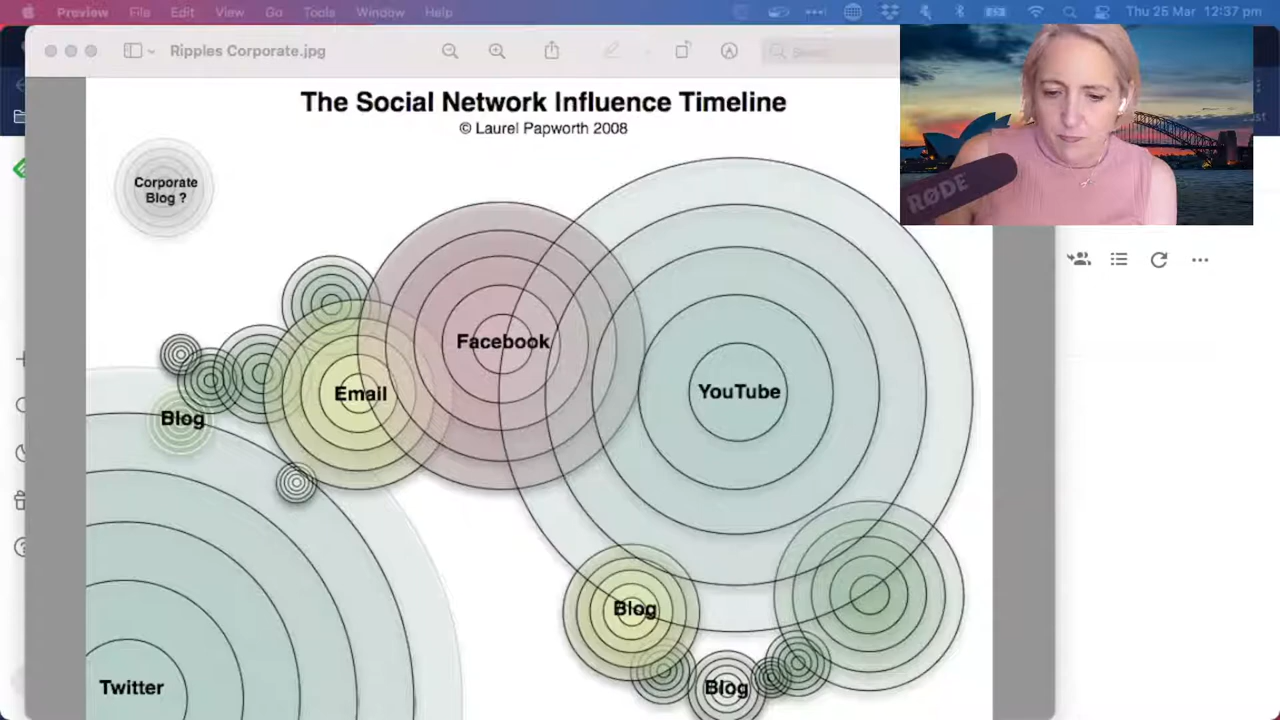 Preview File Edit View Go Tools Window Help
Thu 25 Mar 12:37 pm
Ripples Corporate.jpg
The Social Network Influence Timeline
© Laurel Papworth 2008
RØDE
Corporate
Blog ?
Facebook
YouTube
Email
Blog
Blog
Twitter
Blog